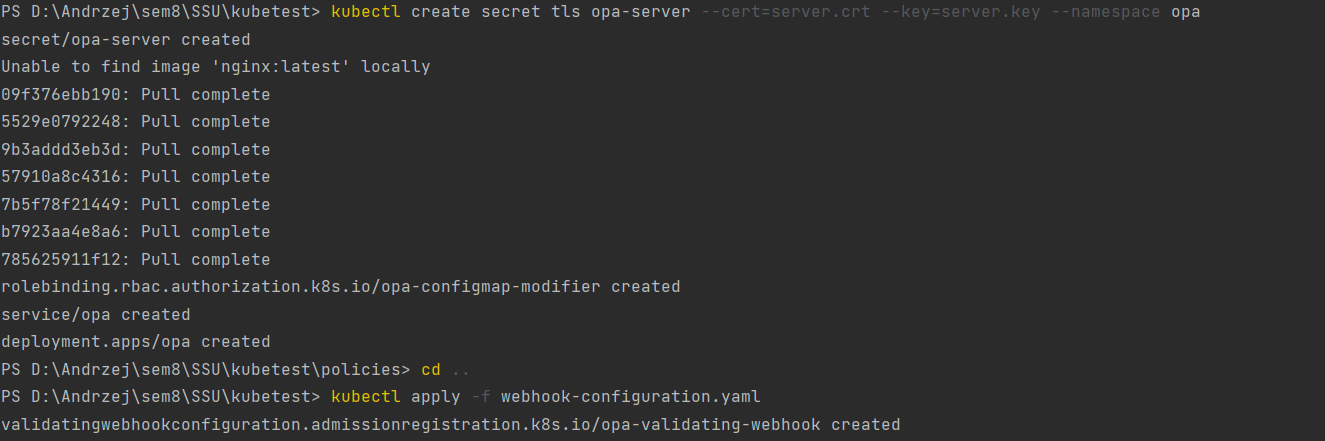 PS D:\Andrzej\sem8\SSU\kubetest> kubectl create secret tls opa-server --cert=server.crt --key=server.key --namespace opa
secret/opa-server created
Unable to find image 'nginx:latest' locally
09f376ebb190: Pull complete
5529e0792248: Pull complete
9b3addd3eb3d: Pull complete
57910a8c4316: Pull complete
7b5f78f21449: Pull complete
b7923aa4e8a6: Pull complete
785625911f12: Pull complete
rolebinding.rbac.authorization.k8s.io/opa-configmap-modifier created
service/opa created
deployment.apps/opa created
PS D:\Andrzej\sem8\SSU\kubetest\policies> cd ..
PS D:\Andrzej\sem8\SSU\kubetest> kubectl apply -f webhook-configuration.yaml
validatingwebhookconfiguration.admissionregistration.k8s.io/opa-validating-webhook created